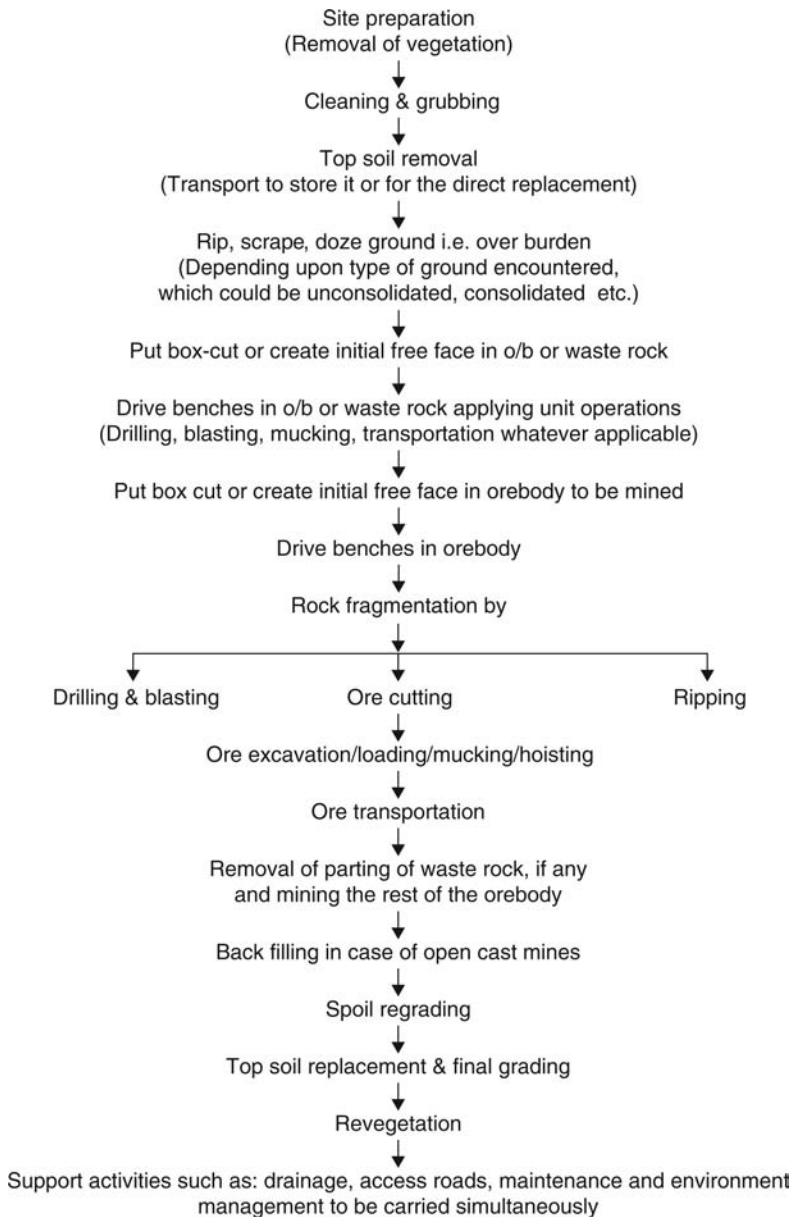 Site preparation
(Removal of vegetation)
Cleaning & grubbing
Top soil removal
(Transport to store it or for the direct replacement)
Rip, scrape, doze ground i.e. over burden
(Depending upon type of ground encountered,
which could be unconsolidated, consolidated etc.)
Put box-cut or create initial free face in o/b or waste rock
Drive benches in o/b or waste rock applying unit operations
(Drilling, blasting, mucking, transportation whatever applicable)
Put box cut or create initial free face in orebody to be mined
Drive benches in orebody
Rock fragmentation by
Drilling & blasting
Ore cutting
Ripping
Ore excavation/loading/mucking/hoisting
Ore transportation
Removal of parting of waste rock, if any
and mining the rest of the orebody
Back filling in case of open cast mines
Spoil regrading
Top soil replacement & final grading
Revegetation
Support activities such as: drainage, access roads, maintenance and environment
management to be carried simultaneously